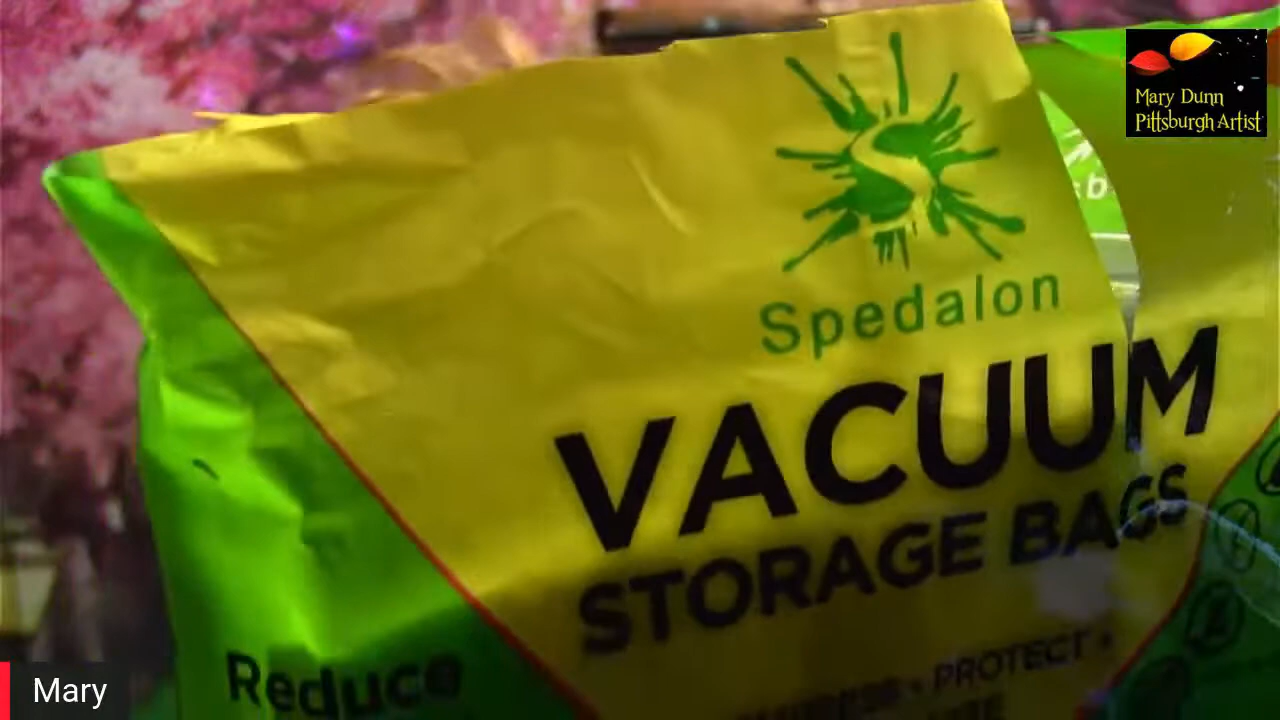 Mary Dunn
Pittsburgh Artist
s b
Spedalon
VACUUM
STORAGE BAGS
PROTECT •
Reduce
Mary